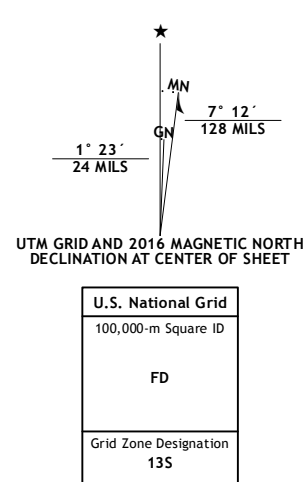 ★
MN
7° 12´
128 MILS
GN
1° 23´
24 MILS
UTM GRID AND 2016 MAGNETIC NORTH
DECLINATION AT CENTER OF SHEET
U.S. National Grid
100,000-m Square ID
FD
Grid Zone Designation
13S